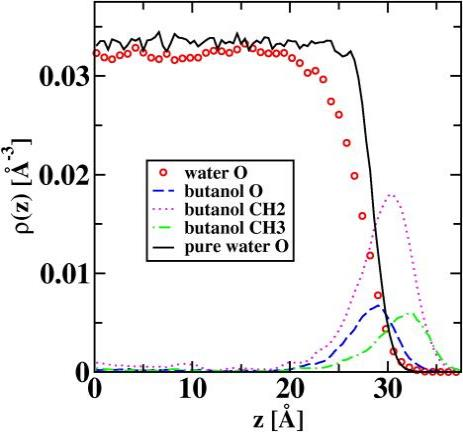 0.03
0.02
0.01
0
ρ(z) [Å⁻³]
water O
butanol O
butanol CH2
butanol CH3
pure water O
0 10 20 30
z [Å]